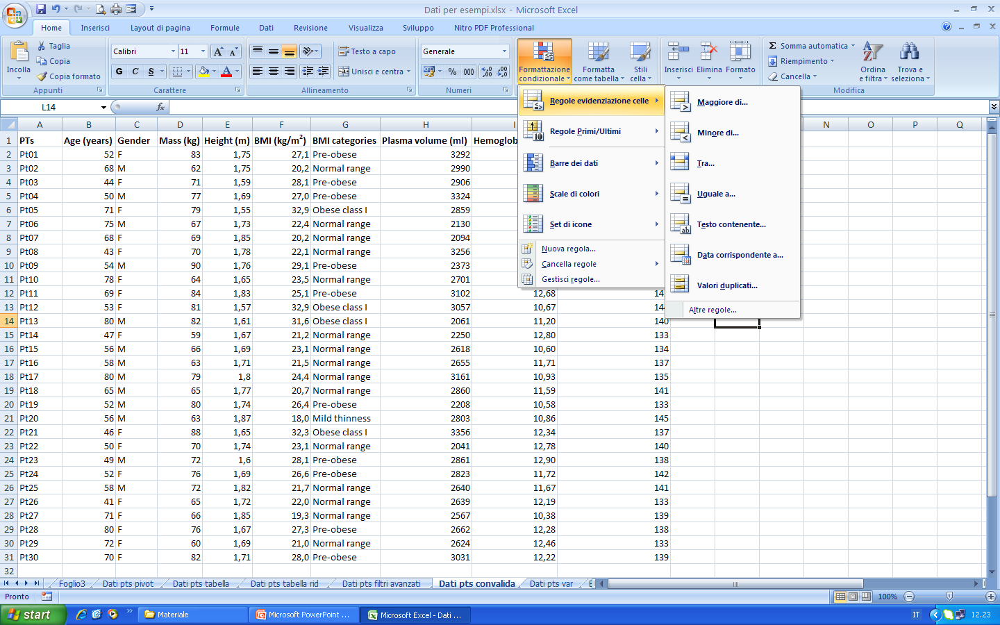 Dati per esempi.xlsx - Microsoft Excel
Home Inserisci Layout di pagina Formule Dati Revisione Visualizza Sviluppo Nitro PDF Professional
Incolla
Taglia
Copia
Copia formato
Appunti
Calibri 11
G C S
Carattere
Testo a capo
Unisci e centra
Allineamento
Generale
% 000
Numeri
Formattazione condizionale
Formatta come tabella
Stili cella
Inserisci Elimina Formato
Somma automatica
Riempimento
Cancella
Ordina e filtra
Trova e seleziona
Modifica
L14 fx
Regole evidenziazione celle
Regole Primi/Ultimi
Barre dei dati
Scale di colori
Set di icone
Nuova regola...
Cancella regole
Gestisci regole...
Maggiore di...
Minore di...
Tra...
Uguale a...
Testo contenente...
Data corrispondente a...
Valori duplicati...
Altre regole...
A B C D E F G H I N O P Q
1 PTs Age (years) Gender Mass (kg) Height (m) BMI (kg/m²) BMI categories Plasma volume (ml) Hemoglob
2 Pt01 52 F 83 1,75 27,1 Pre-obese 3292
3 Pt02 68 M 62 1,75 20,2 Normal range 2990
4 Pt03 44 F 71 1,59 28,1 Pre-obese 2906
5 Pt04 50 M 77 1,69 27,0 Pre-obese 3324
6 Pt05 71 F 79 1,55 32,9 Obese class I 2859
7 Pt06 75 M 67 1,73 22,4 Normal range 2130
8 Pt07 68 F 69 1,85 20,2 Normal range 2094
9 Pt08 43 F 70 1,78 22,1 Normal range 3256
10 Pt09 54 M 90 1,76 29,1 Pre-obese 2373
11 Pt10 78 F 64 1,65 23,5 Normal range 2701
12 Pt11 69 F 84 1,83 25,1 Pre-obese 3102 12,68
13 Pt12 53 F 81 1,57 32,9 Obese class I 3057 10,67
14 Pt13 80 M 82 1,61 31,6 Obese class I 2061 11,20 140
15 Pt14 47 F 59 1,67 21,2 Normal range 2250 12,80 133
16 Pt15 56 M 66 1,69 23,1 Normal range 2618 10,60 134
17 Pt16 58 M 63 1,71 21,5 Normal range 2655 11,71 137
18 Pt17 80 M 79 1,8 24,4 Normal range 3161 10,93 135
19 Pt18 65 M 65 1,77 20,7 Normal range 2860 11,59 141
20 Pt19 52 M 80 1,74 26,4 Pre-obese 2208 10,58 133
21 Pt20 56 M 63 1,87 18,0 Mild thinness 2803 10,86 145
22 Pt21 46 F 88 1,65 32,3 Obese class I 3356 12,34 137
23 Pt22 50 F 70 1,74 23,1 Normal range 2041 12,78 140
24 Pt23 49 M 72 1,6 28,1 Pre-obese 2861 12,90 138
25 Pt24 52 F 76 1,69 26,6 Pre-obese 2823 11,72 142
26 Pt25 58 M 72 1,82 21,7 Normal range 2640 11,67 141
27 Pt26 41 F 65 1,72 22,0 Normal range 2639 12,19 133
28 Pt27 71 F 66 1,85 19,3 Normal range 2567 10,38 139
29 Pt28 80 F 76 1,67 27,3 Pre-obese 2662 12,28 138
30 Pt29 72 F 60 1,69 21,0 Normal range 2624 12,46 133
31 Pt30 70 F 82 1,71 28,0 Pre-obese 3031 12,22 139
32
Foglio3 Dati pts pivot Dati pts tabella Dati pts tabella rid Dati pts filtri avanzati Dati pts convalida Dati pts var
Pronto 100%
start Materiale Microsoft PowerPoint ... Microsoft Excel - Dati ... IT 12.23